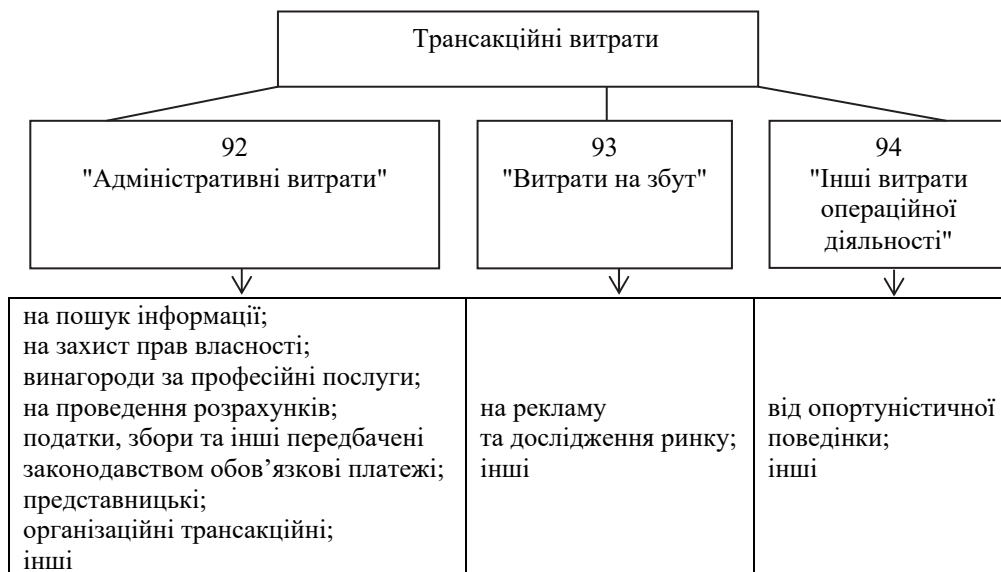 Трансакційні витрати
92
"Адміністративні витрати"
93
"Витрати на збут"
94
"Інші витрати
операційної
діяльності"
на пошук інформації;
на захист прав власності;
винагороди за професійні послуги;
на проведення розрахунків;
податки, збори та інші передбачені
законодавством обов’язкові платежі;
представницькі;
організаційні трансакційні;
інші
на рекламу
та дослідження ринку;
інші
від опортуністичної
поведінки;
інші